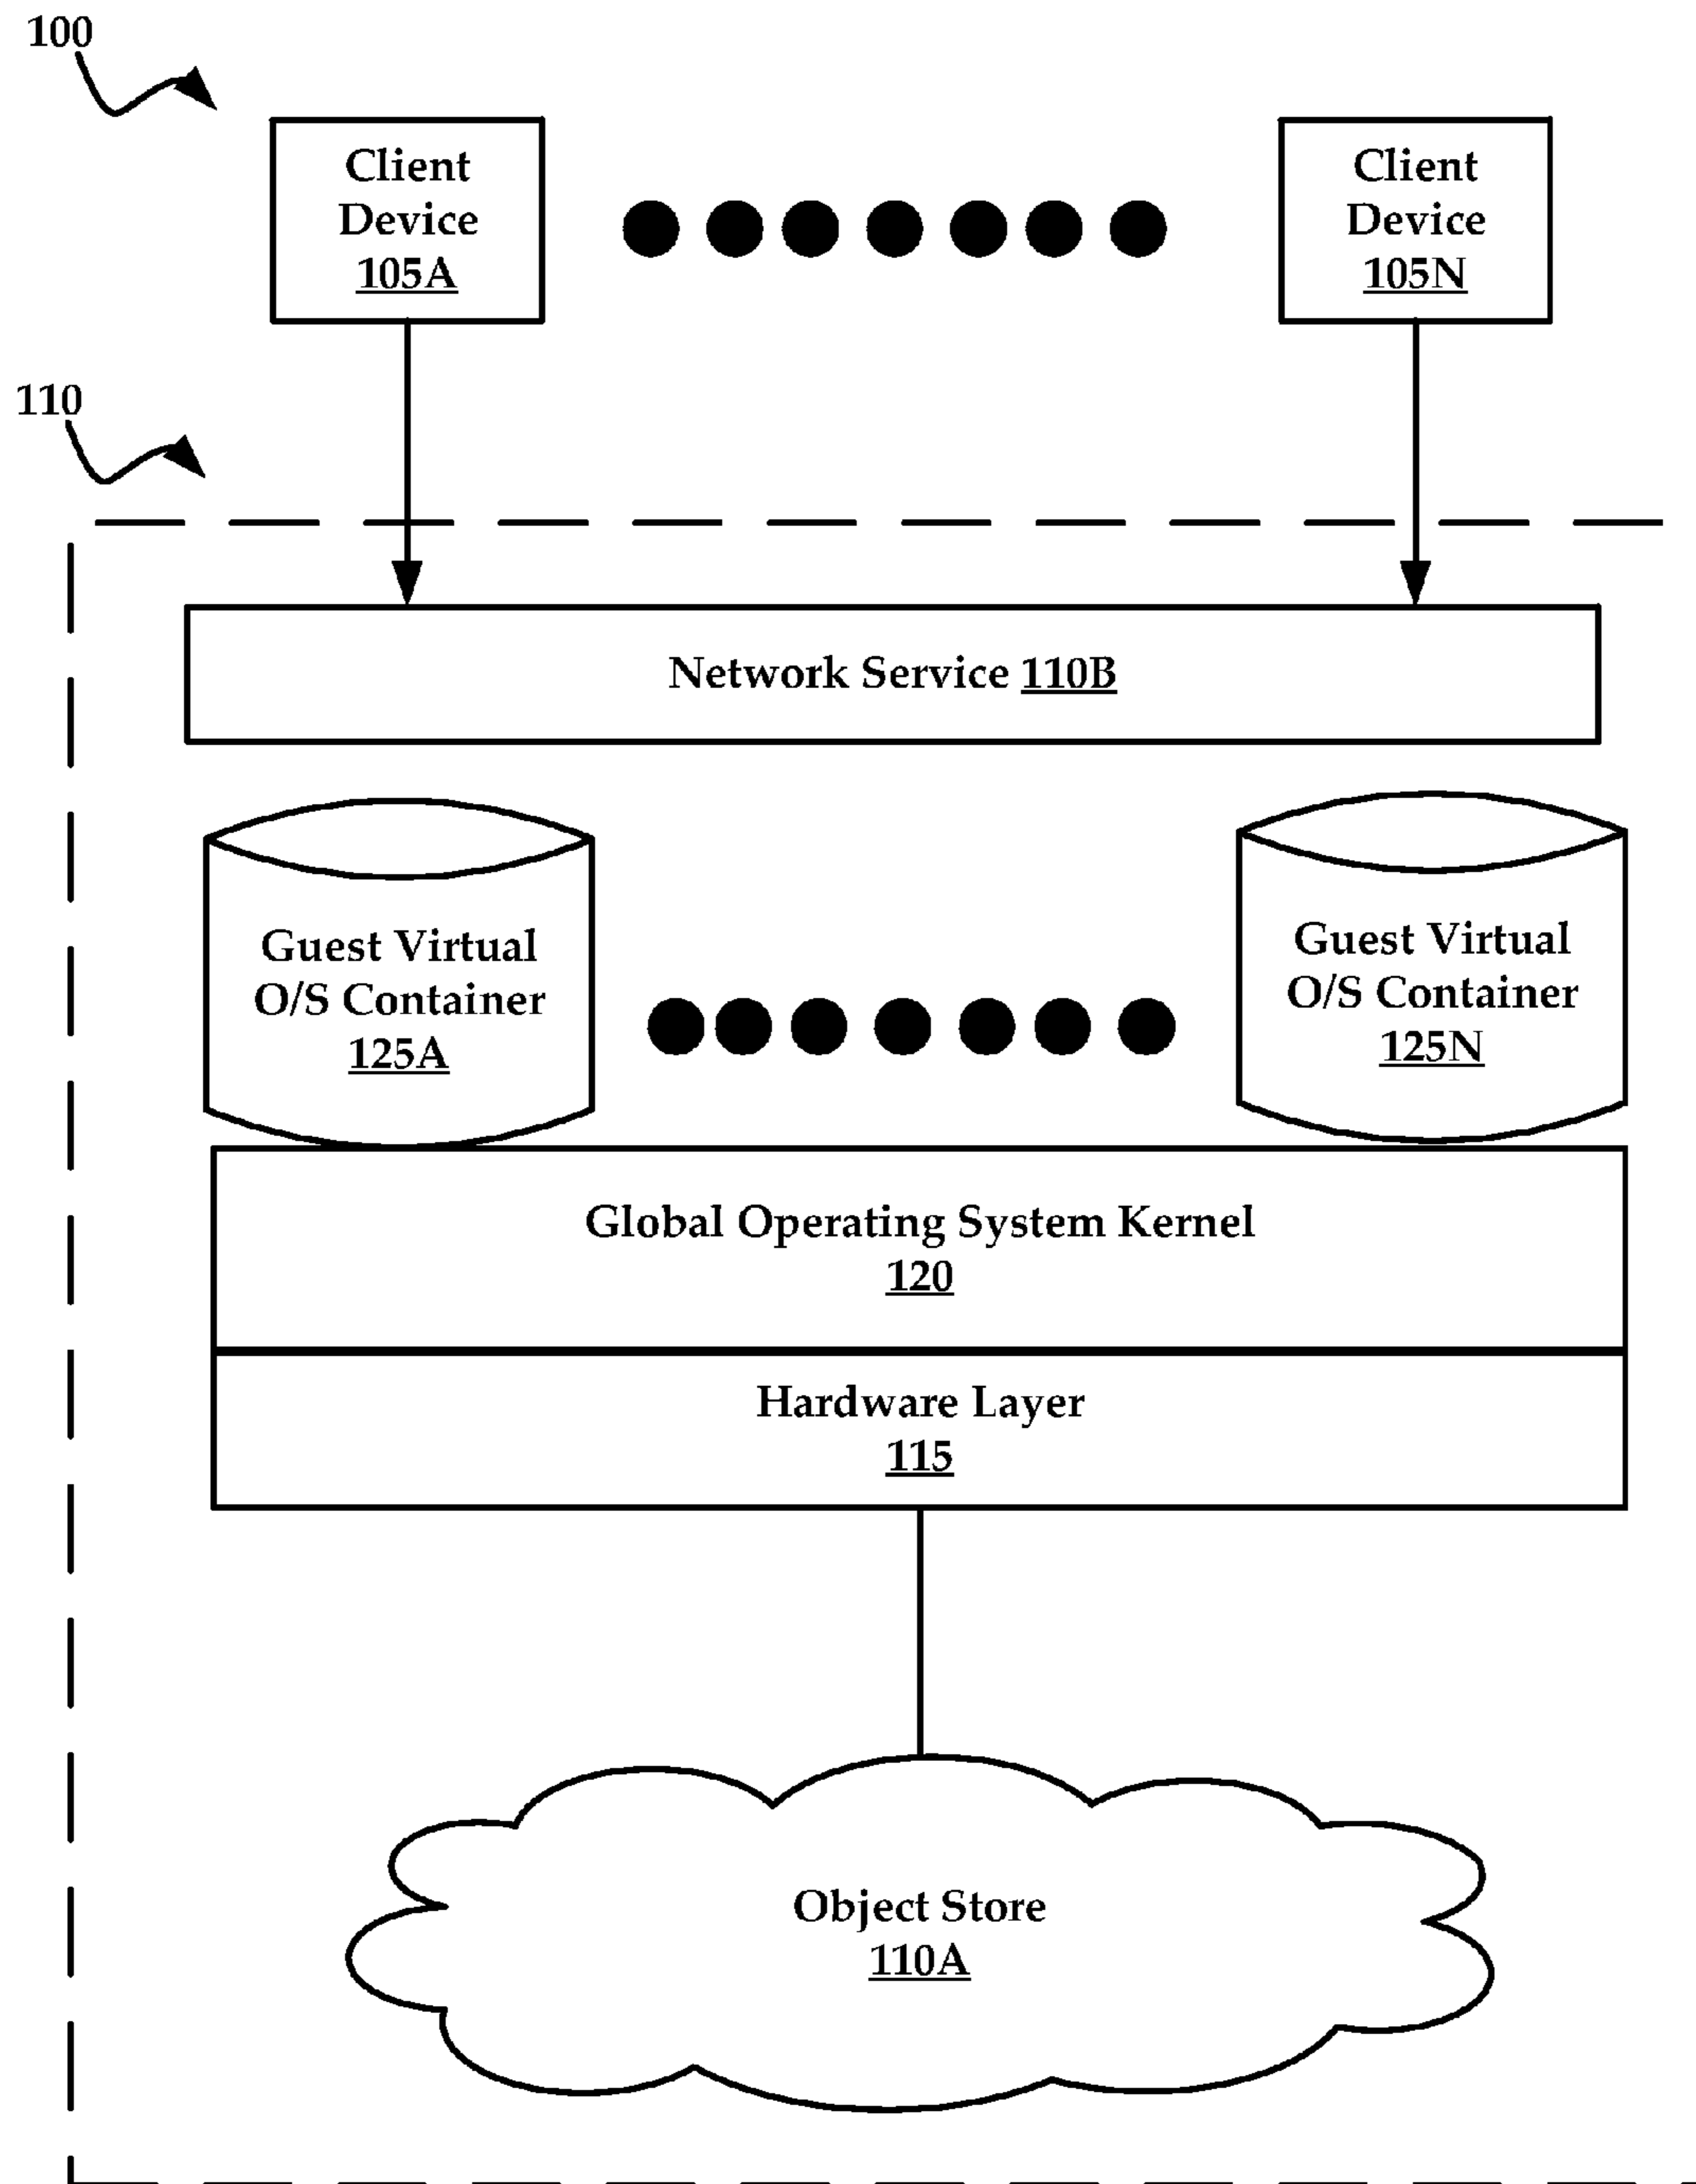 100
Client
Device
105A
Client
Device
105N
110
Network Service 110B
Guest Virtual
O/S Container
125A
Guest Virtual
O/S Container
125N
Global Operating System Kernel
120
Hardware Layer
115
Object Store
110A